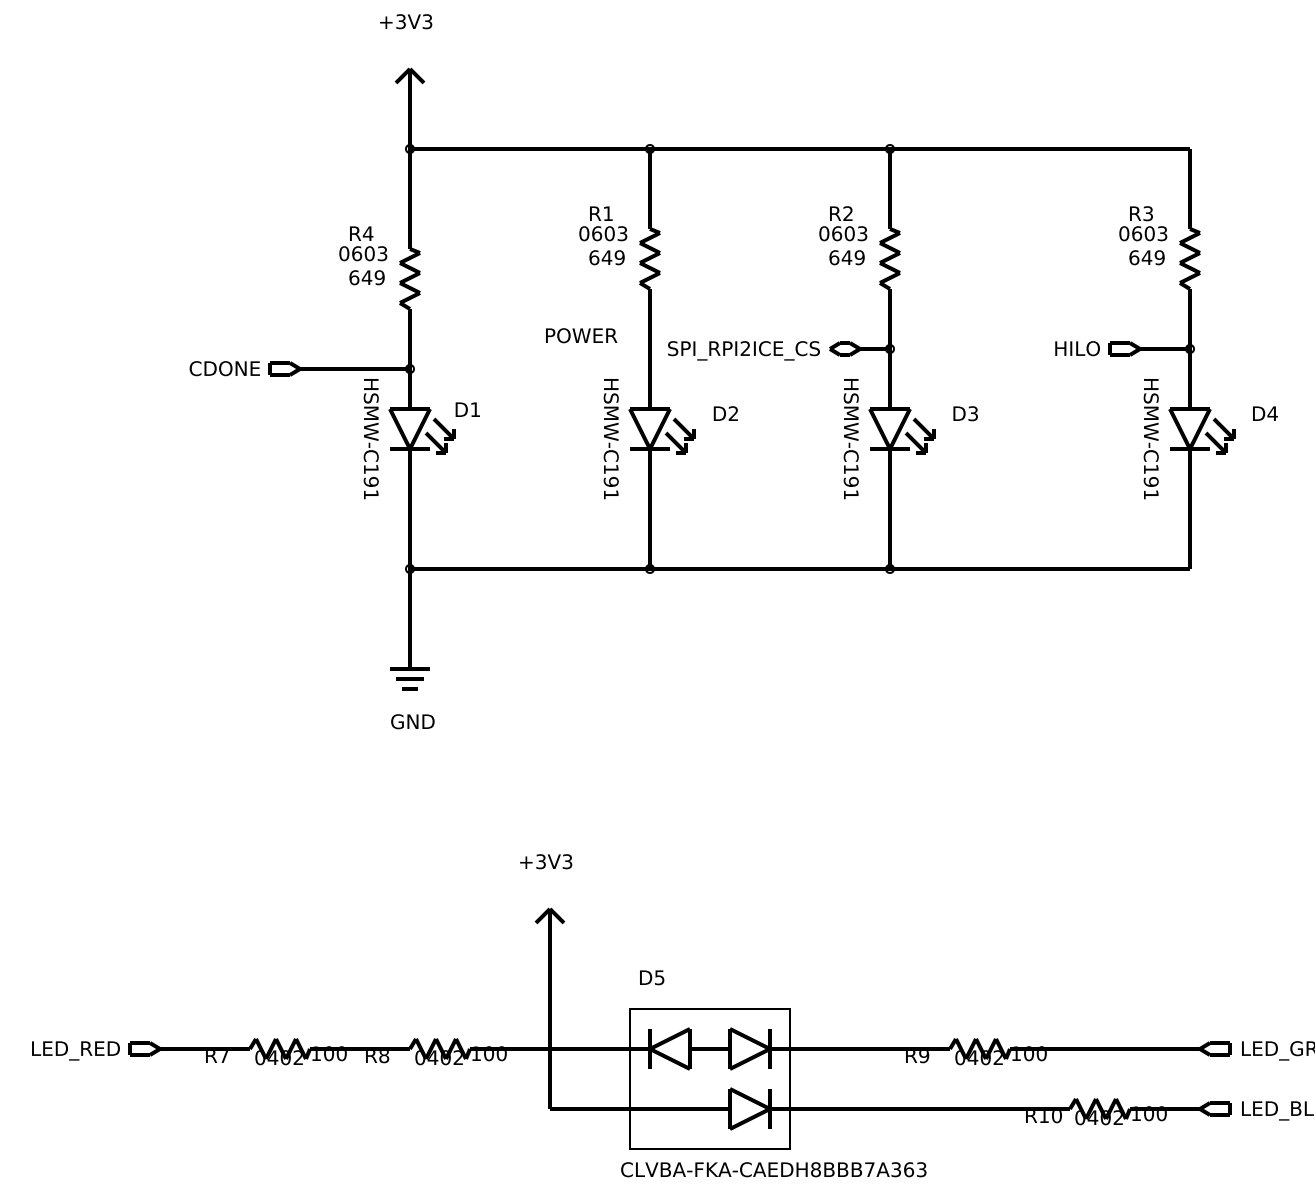 +3V3
R4
0603
649
R1
0603
649
R2
0603
649
R3
0603
649
POWER
SPI_RPI2ICE_CS
HILO
CDONE
HSMW-C191
D1
HSMW-C191
D2
HSMW-C191
D3
HSMW-C191
D4
GND
+3V3
D5
LED_RED
R7
0402
100
R8
0402
100
R9
0402
100
LED_GR
R10
0402
100
LED_BL
CLVBA-FKA-CAEDH8BBB7A363